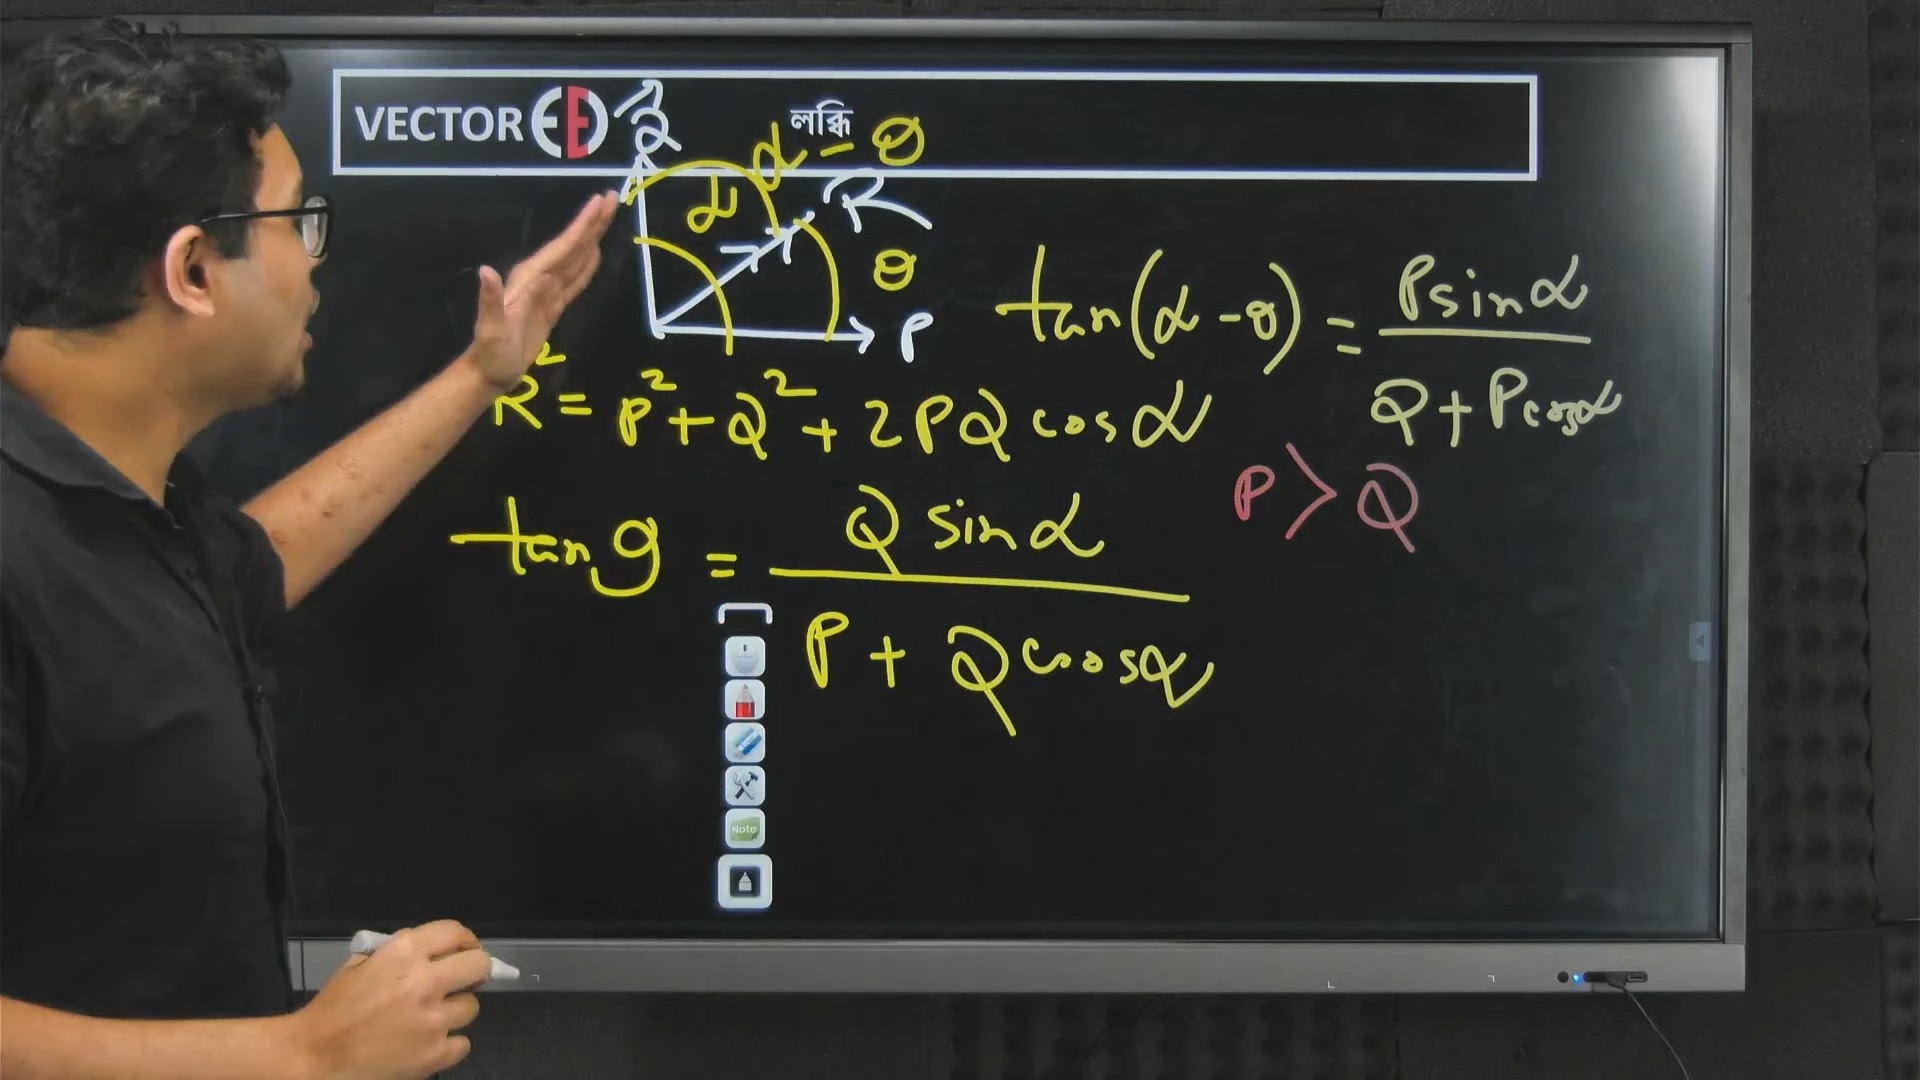 VECTOR E লব্ধি
Q
α - θ
α R
θ
P
tan(α - θ) = P sin α / Q + P cos α
R² = P² + Q² + 2PQ cos α
P > Q
tan θ = Q sin α / P + Q cos α
Note